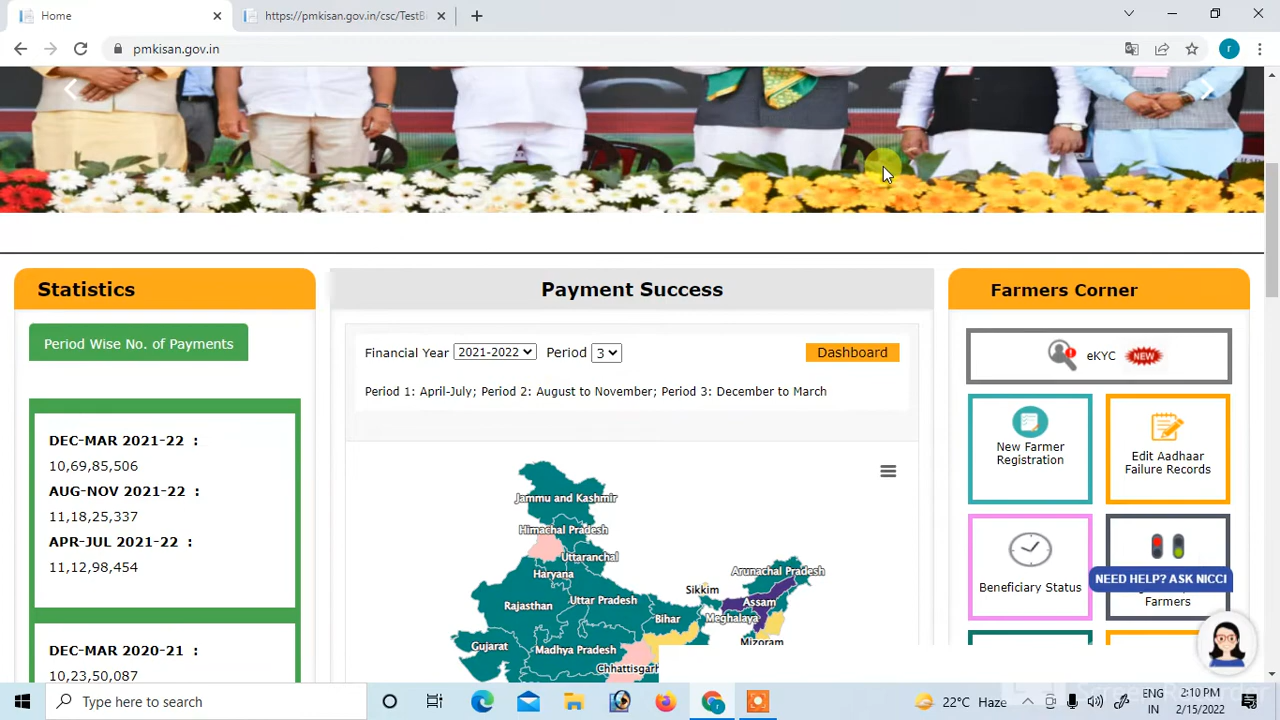 Home
https://pmkisan.gov.in/csc/TestB
pmkisan.gov.in
r
Statistics
Payment Success
Farmers Corner
Period Wise No. of Payments
Financial Year 2021-2022 Period 3
Dashboard
Period 1: April-July; Period 2: August to November; Period 3: December to March
DEC-MAR 2021-22 :
10,69,85,506
AUG-NOV 2021-22 :
11,18,25,337
APR-JUL 2021-22 :
11,12,98,454
DEC-MAR 2020-21 :
10,23,50,087
Jammu and Kashmir
Himachal Pradesh
Uttaranchal
Haryana
Rajasthan
Uttar Pradesh
Sikkim
Arunachal Pradesh
Assam
Bihar
Meghalaya
Mizoram
Gujarat
Madhya Pradesh
Chhattisgarh
eKYC NEW
New Farmer
Registration
Edit Aadhaar
Failure Records
Beneficiary Status
NEED HELP? ASK NICCI
Farmers
Type here to search
22°C Haze
ENG
IN
2:10 PM
2/15/2022